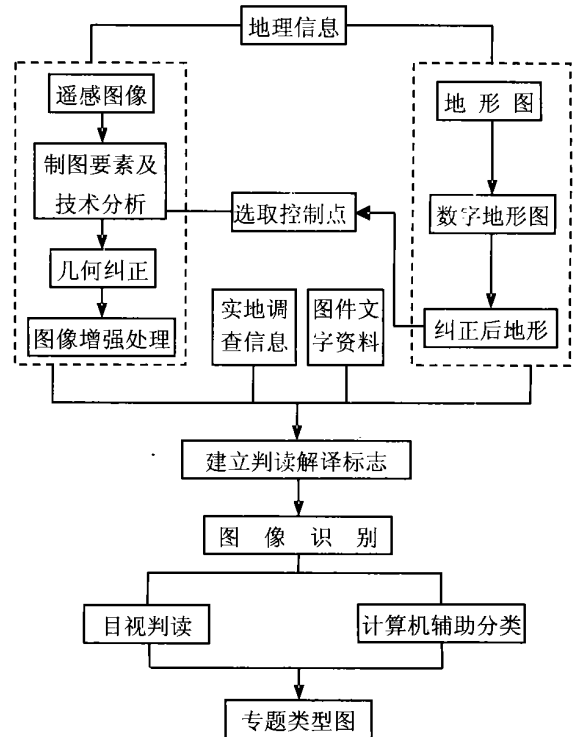 地理信息
遥感图像
制图要素及
技术分析
几何纠正
图像增强处理
选取控制点
地形图
数字地形图
纠正后地形
实地调
查信息
图件文
字资料
建立判读解译标志
图像识别
目视判读
计算机辅助分类
专题类型图